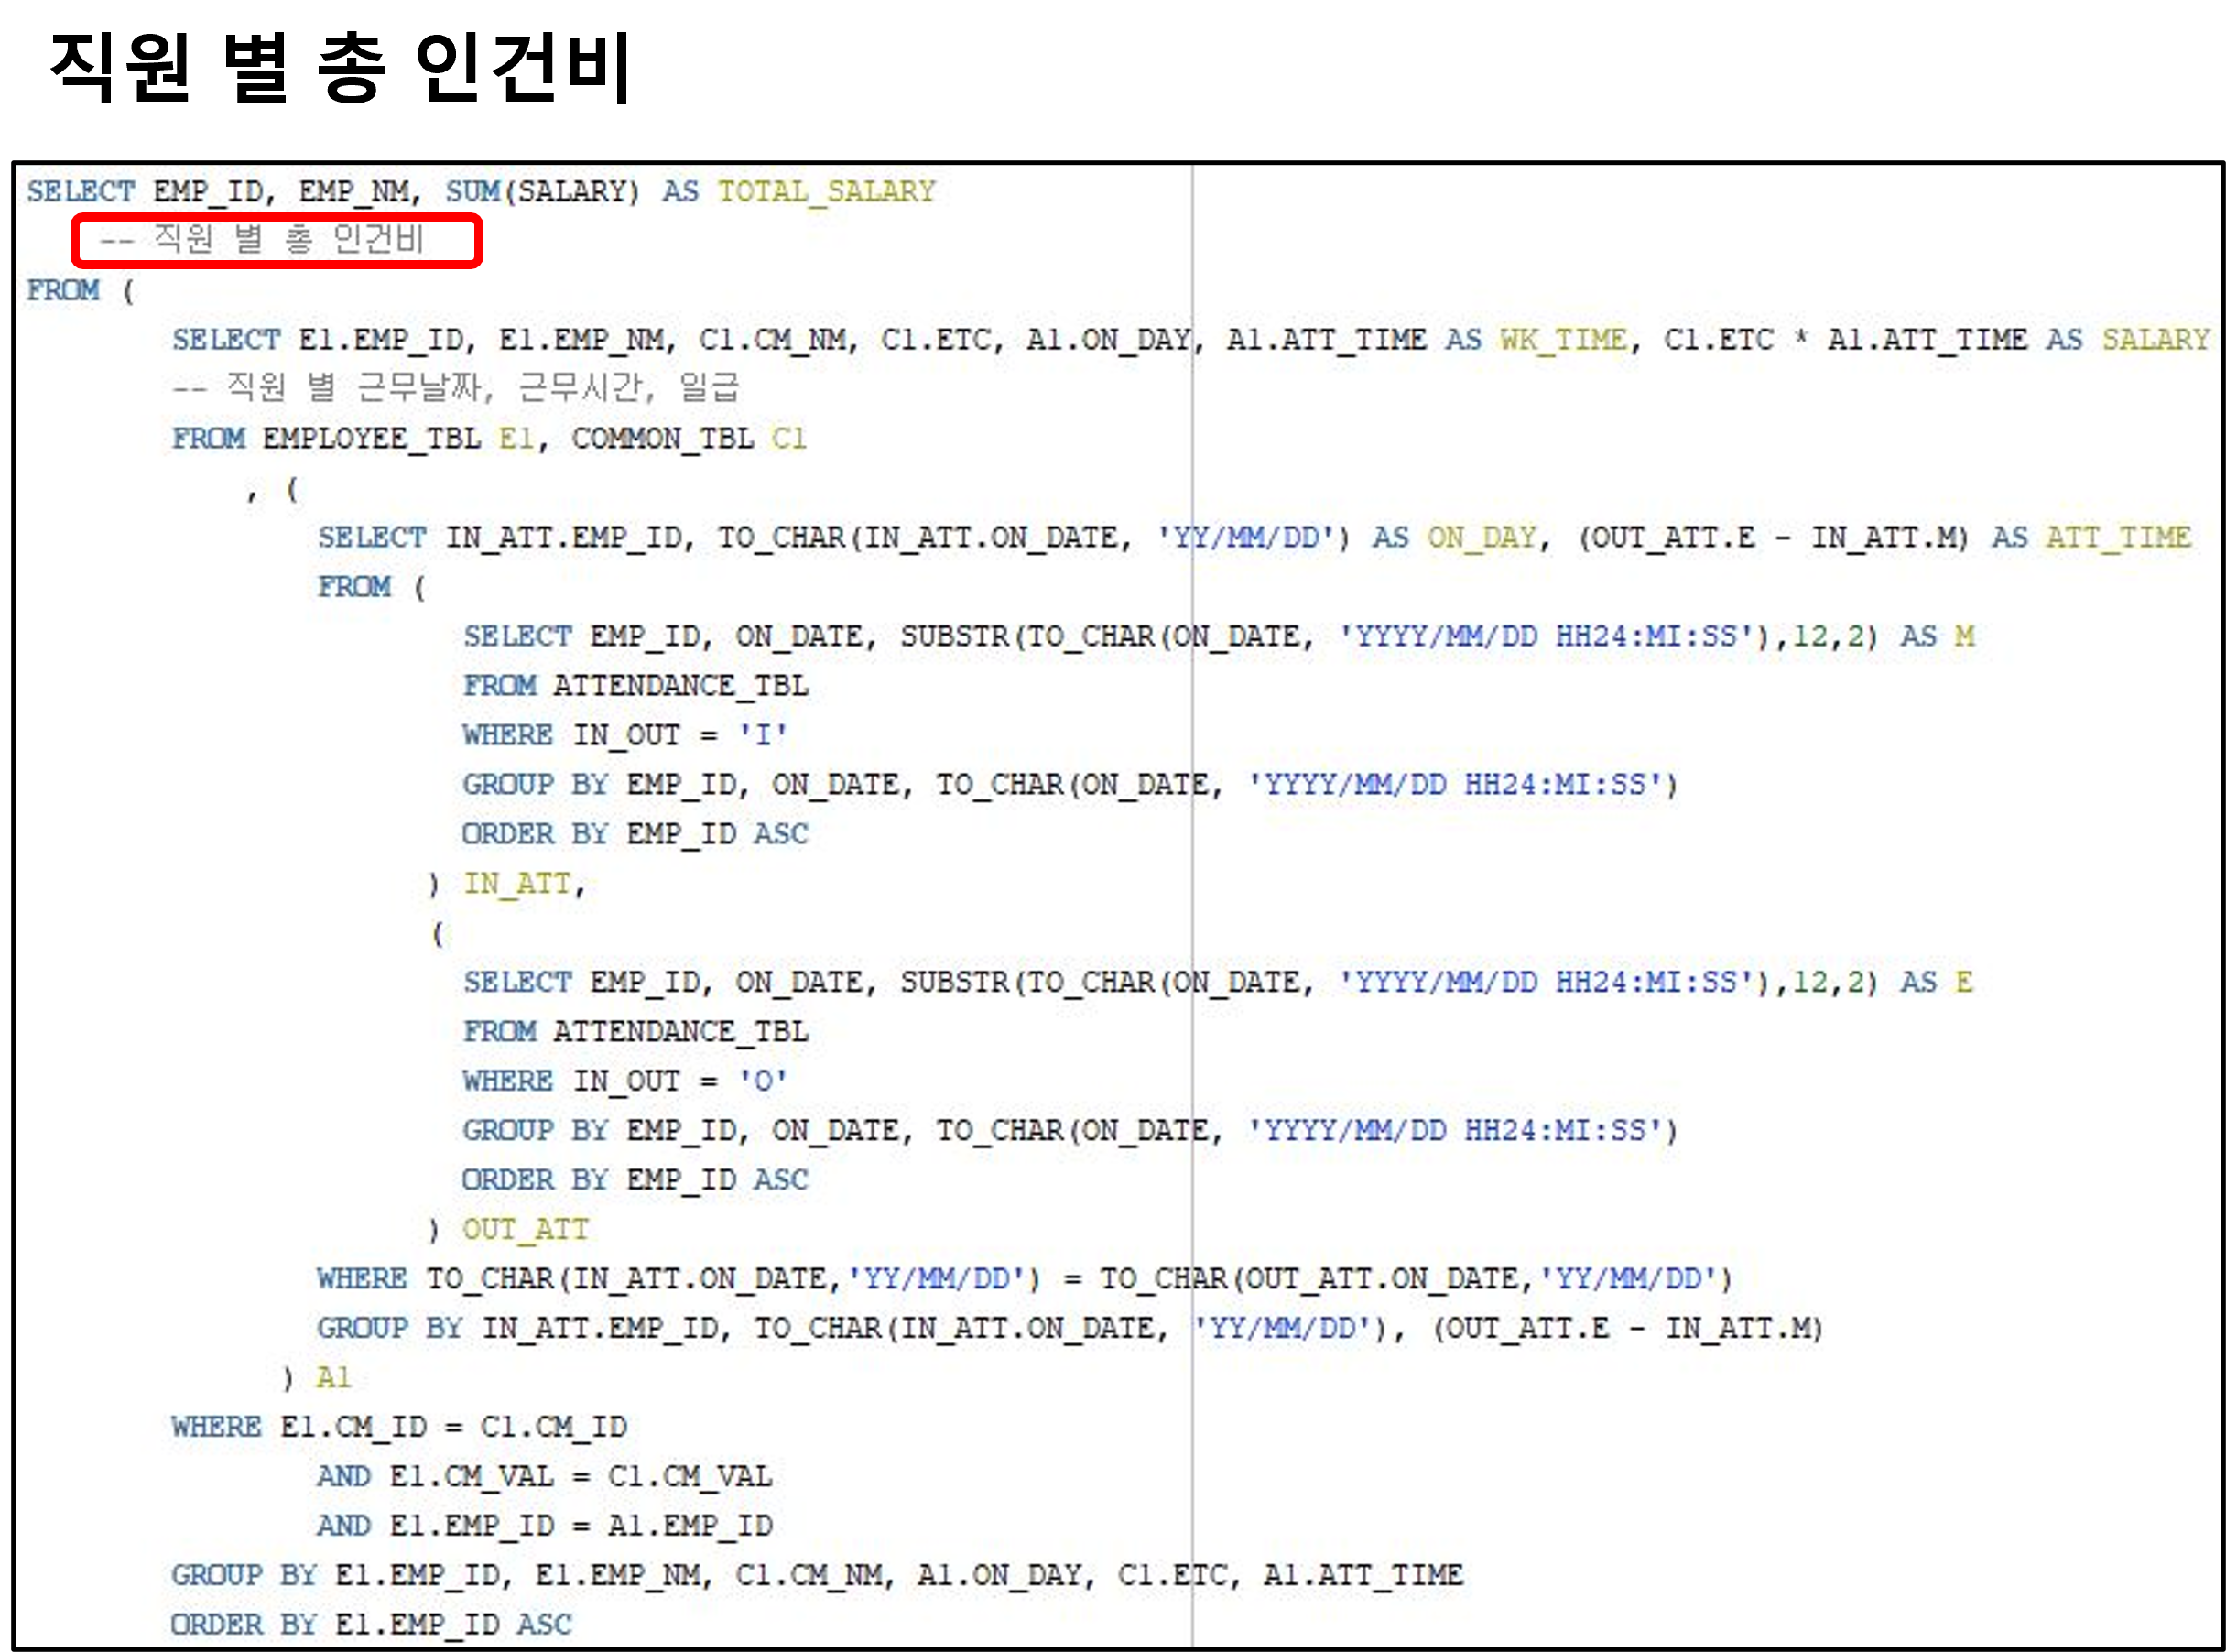 직원 별 총 인건비
SELECT EMP_ID, EMP_NM, SUM(SALARY) AS TOTAL_SALARY
-- 직원 별 총 인건비
FROM (
SELECT E1.EMP_ID, E1.EMP_NM, C1.CM_NM, C1.ETC, A1.ON_DAY, A1.ATT_TIME AS WK_TIME, C1.ETC * A1.ATT_TIME AS SALARY
-- 직원 별 근무날짜, 근무시간, 일급
FROM EMPLOYEE_TBL E1, COMMON_TBL C1
, (
SELECT IN_ATT.EMP_ID, TO_CHAR(IN_ATT.ON_DATE, 'YY/MM/DD') AS ON_DAY, (OUT_ATT.E - IN_ATT.M) AS ATT_TIME
FROM (
SELECT EMP_ID, ON_DATE, SUBSTR(TO_CHAR(ON_DATE, 'YYYY/MM/DD HH24:MI:SS'),12,2) AS M
FROM ATTENDANCE_TBL
WHERE IN_OUT = 'I'
GROUP BY EMP_ID, ON_DATE, TO_CHAR(ON_DATE, 'YYYY/MM/DD HH24:MI:SS')
ORDER BY EMP_ID ASC
) IN_ATT,
(
SELECT EMP_ID, ON_DATE, SUBSTR(TO_CHAR(ON_DATE, 'YYYY/MM/DD HH24:MI:SS'),12,2) AS E
FROM ATTENDANCE_TBL
WHERE IN_OUT = 'O'
GROUP BY EMP_ID, ON_DATE, TO_CHAR(ON_DATE, 'YYYY/MM/DD HH24:MI:SS')
ORDER BY EMP_ID ASC
) OUT_ATT
WHERE TO_CHAR(IN_ATT.ON_DATE,'YY/MM/DD') = TO_CHAR(OUT_ATT.ON_DATE,'YY/MM/DD')
GROUP BY IN_ATT.EMP_ID, TO_CHAR(IN_ATT.ON_DATE, 'YY/MM/DD'), (OUT_ATT.E - IN_ATT.M)
) A1
WHERE E1.CM_ID = C1.CM_ID
AND E1.CM_VAL = C1.CM_VAL
AND E1.EMP_ID = A1.EMP_ID
GROUP BY E1.EMP_ID, E1.EMP_NM, C1.CM_NM, A1.ON_DAY, C1.ETC, A1.ATT_TIME
ORDER BY E1.EMP_ID ASC